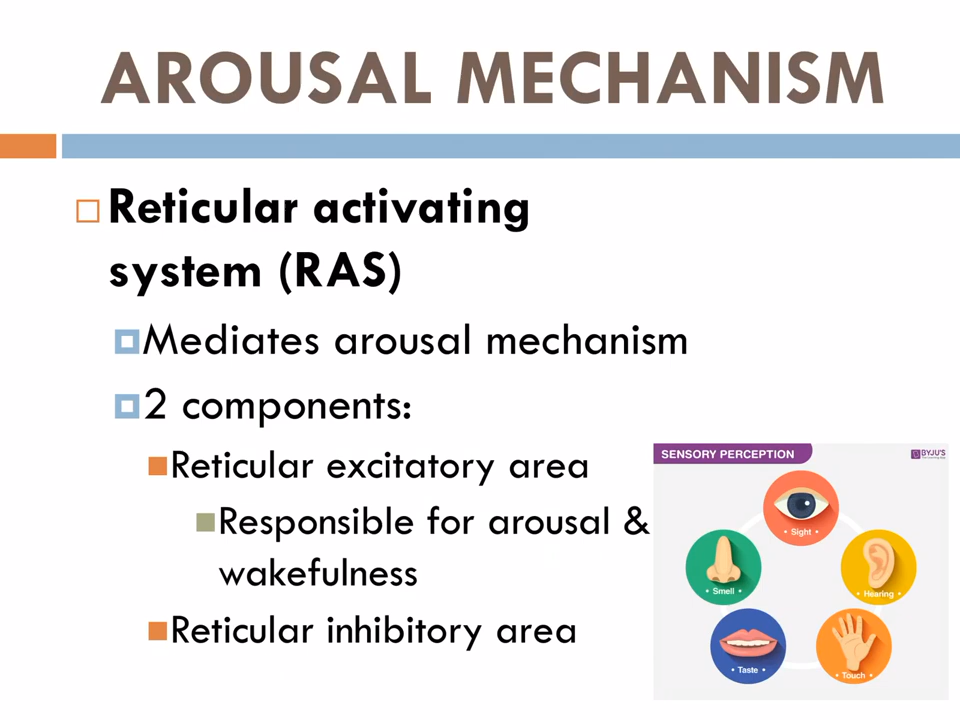 AROUSAL MECHANISM
Reticular activating
system (RAS)
Mediates arousal mechanism
2 components:
Reticular excitatory area
Responsible for arousal &
wakefulness
Reticular inhibitory area
SENSORY PERCEPTION
BYJU'S
• Sight •
• Smell •
• Hearing •
• Taste •
• Touch •